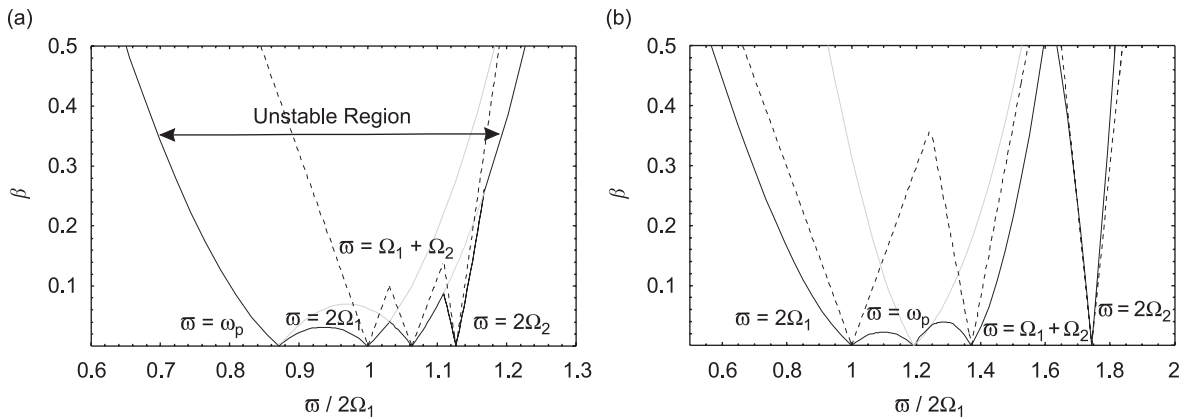 (a)
0.5
0.4
0.3
0.2
0.1
β
Unstable Region
ϖ = Ω₁ + Ω₂
ϖ = ωₚ
ϖ = 2Ω₁
ϖ = 2Ω₂
0.6 0.7 0.8 0.9 1 1.1 1.2 1.3
ϖ / 2Ω₁
(b)
0.5
0.4
0.3
0.2
0.1
β
ϖ = 2Ω₁
ϖ = ωₚ
ϖ = Ω₁ + Ω₂
ϖ = 2Ω₂
0.6 0.8 1 1.2 1.4 1.6 1.8 2
ϖ / 2Ω₁